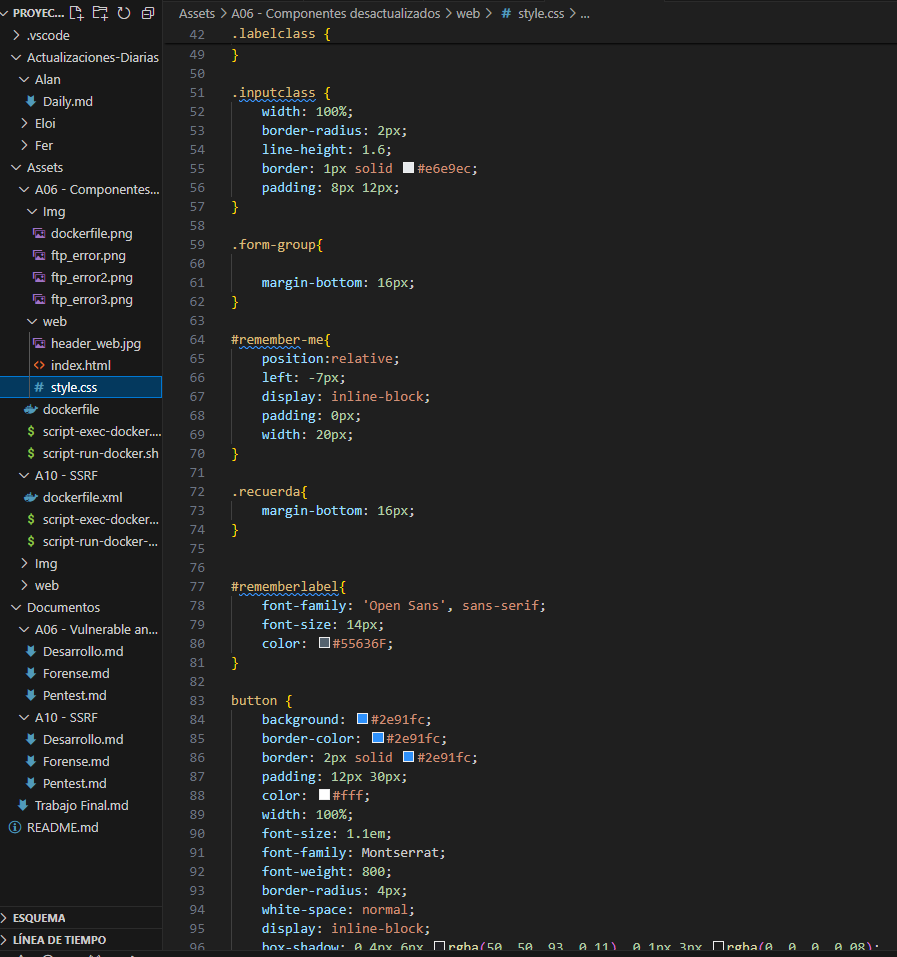 PROYEC...
.vscode
Actualizaciones-Diarias
Alan
Daily.md
Eloi
Fer
Assets
A06 - Componentes...
Img
dockerfile.png
ftp_error.png
ftp_error2.png
ftp_error3.png
web
header_web.jpg
index.html
# style.css
dockerfile
$ script-exec-docker....
$ script-run-docker.sh
A10 - SSRF
dockerfile.xml
$ script-exec-docker...
$ script-run-docker-...
Img
web
Documentos
A06 - Vulnerable an...
Desarrollo.md
Forense.md
Pentest.md
A10 - SSRF
Desarrollo.md
Forense.md
Pentest.md
Trabajo Final.md
README.md
ESQUEMA
LÍNEA DE TIEMPO
Assets > A06 - Componentes desactualizados > web > # style.css > ...
42 .labelclass {
49 }
50
51 .inputclass {
52 width: 100%;
53 border-radius: 2px;
54 line-height: 1.6;
55 border: 1px solid #e6e9ec;
56 padding: 8px 12px;
57 }
58
59 .form-group{
60
61 margin-bottom: 16px;
62 }
63
64 #remember-me{
65 position:relative;
66 left: -7px;
67 display: inline-block;
68 padding: 0px;
69 width: 20px;
70 }
71
72 .recuerda{
73 margin-bottom: 16px;
74 }
75
76
77 #rememberlabel{
78 font-family: 'Open Sans', sans-serif;
79 font-size: 14px;
80 color: #55636F;
81 }
82
83 button {
84 background: #2e91fc;
85 border-color: #2e91fc;
86 border: 2px solid #2e91fc;
87 padding: 12px 30px;
88 color: #fff;
89 width: 100%;
90 font-size: 1.1em;
91 font-family: Montserrat;
92 font-weight: 800;
93 border-radius: 4px;
94 white-space: normal;
95 display: inline-block;
96 box-shadow: 0 4px 6px rgba(50, 50, 93, 0.11), 0 1px 3px rgba(0, 0, 0, 0.08);